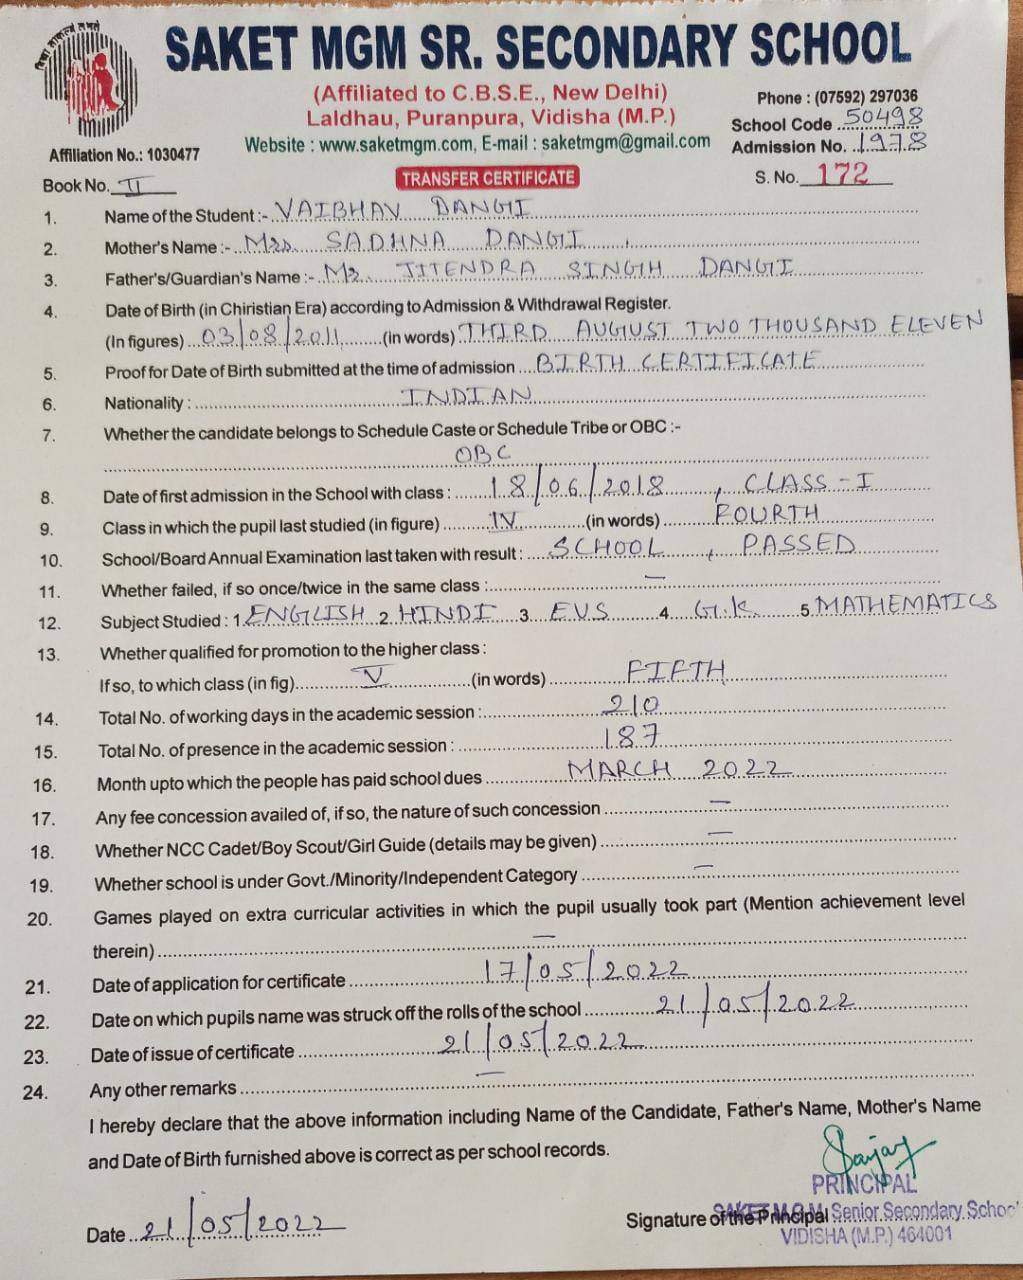 SAKET MGM SR. SECONDARY SCHOOL
(Affiliated to C.B.S.E., New Delhi)
Laldhau, Puranpura, Vidisha (M.P.)
Website : www.saketmgm.com, E-mail : saketmgm@gmail.com
Phone : (07592) 297036
School Code 50498
Admission No. 1978
Affiliation No.: 1030477
Book No. II
TRANSFER CERTIFICATE
S. No. 172
1. Name of the Student :- VAIBHAV DANGI
2. Mother's Name :- Mrs. SADHNA DANGI
3. Father's/Guardian's Name :- Mr. JITENDRA SINGH DANGI
4. Date of Birth (in Chiristian Era) according to Admission & Withdrawal Register.
(In figures) 03/08/2011 (in words) THIRD AUGUST TWO THOUSAND ELEVEN
5. Proof for Date of Birth submitted at the time of admission BIRTH CERTIFICATE
6. Nationality : INDIAN
7. Whether the candidate belongs to Schedule Caste or Schedule Tribe or OBC :-
OBC
8. Date of first admission in the School with class : 18/06/2018, CLASS - I
9. Class in which the pupil last studied (in figure) IV (in words) FOURTH
10. School/Board Annual Examination last taken with result : SCHOOL, PASSED
11. Whether failed, if so once/twice in the same class : —
12. Subject Studied : 1. ENGLISH 2. HINDI 3. EVS 4. G.K. 5. MATHEMATICS
13. Whether qualified for promotion to the higher class :
If so, to which class (in fig) V (in words) FIFTH
14. Total No. of working days in the academic session : 210
15. Total No. of presence in the academic session : 187
16. Month upto which the people has paid school dues MARCH 2022
17. Any fee concession availed of, if so, the nature of such concession —
18. Whether NCC Cadet/Boy Scout/Girl Guide (details may be given) —
19. Whether school is under Govt./Minority/Independent Category —
20. Games played on extra curricular activities in which the pupil usually took part (Mention achievement level
therein) —
21. Date of application for certificate 17/05/2022
22. Date on which pupils name was struck off the rolls of the school 21/05/2022
23. Date of issue of certificate 21/05/2022
24. Any other remarks —
I hereby declare that the above information including Name of the Candidate, Father's Name, Mother's Name
and Date of Birth furnished above is correct as per school records.
Sanjay
PRINCIPAL
Date 21/05/2022
Signature of the Principal
SAKET M.G.M Senior Secondary School
VIDISHA (M.P.) 464001